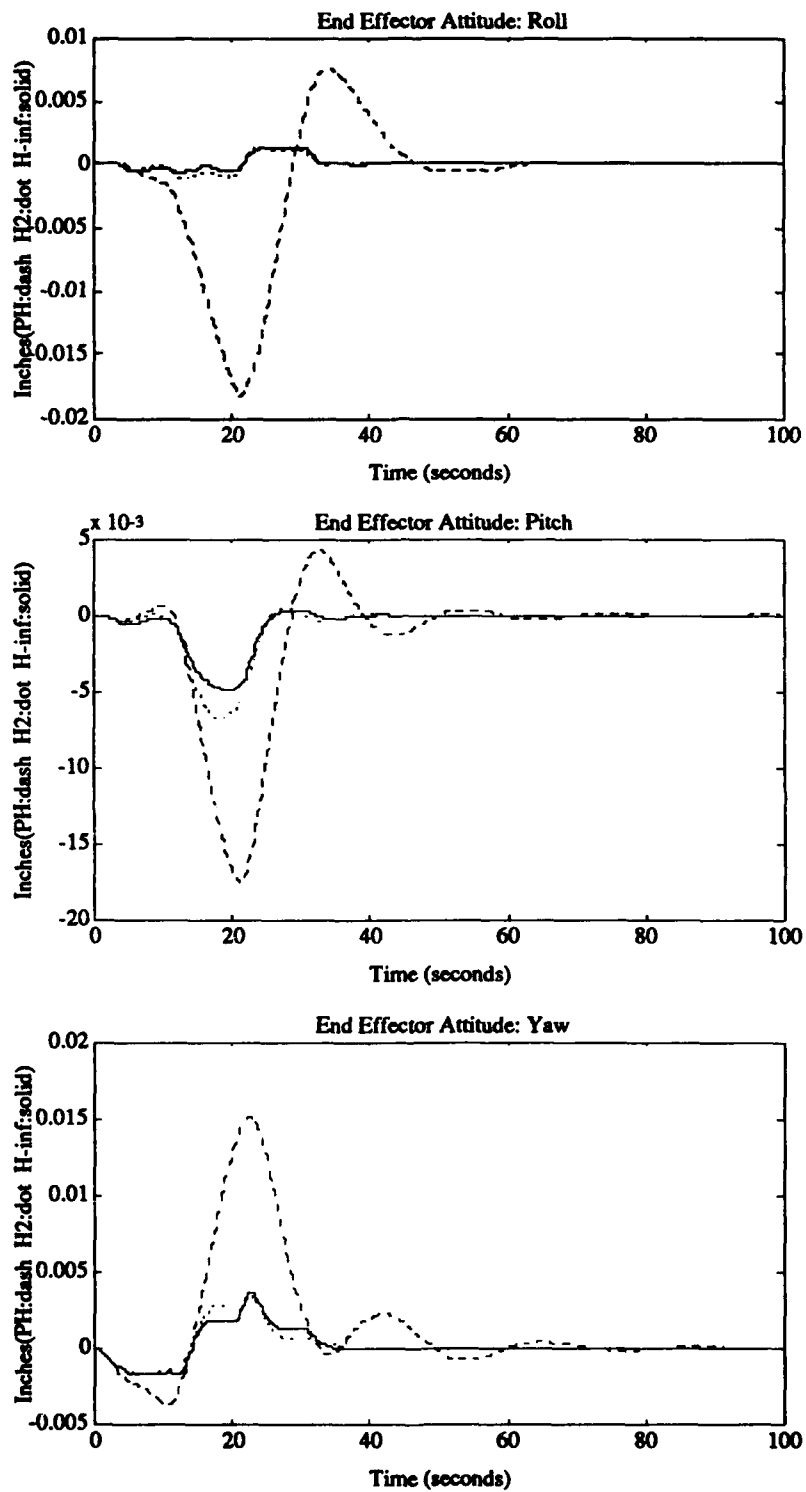 End Effector Attitude: Roll
Inches(PH:dash H2:dot H-inf:solid)
0.01
0.005
0
-0.005
-0.01
-0.015
-0.02
0 20 40 60 80 100
Time (seconds)
End Effector Attitude: Pitch
x 10-3
Inches(PH:dash H2:dot H-inf:solid)
5
0
-5
-10
-15
-20
0 20 40 60 80 100
Time (seconds)
End Effector Attitude: Yaw
Inches(PH:dash H2:dot H-inf:solid)
0.02
0.015
0.01
0.005
0
-0.005
0 20 40 60 80 100
Time (seconds)